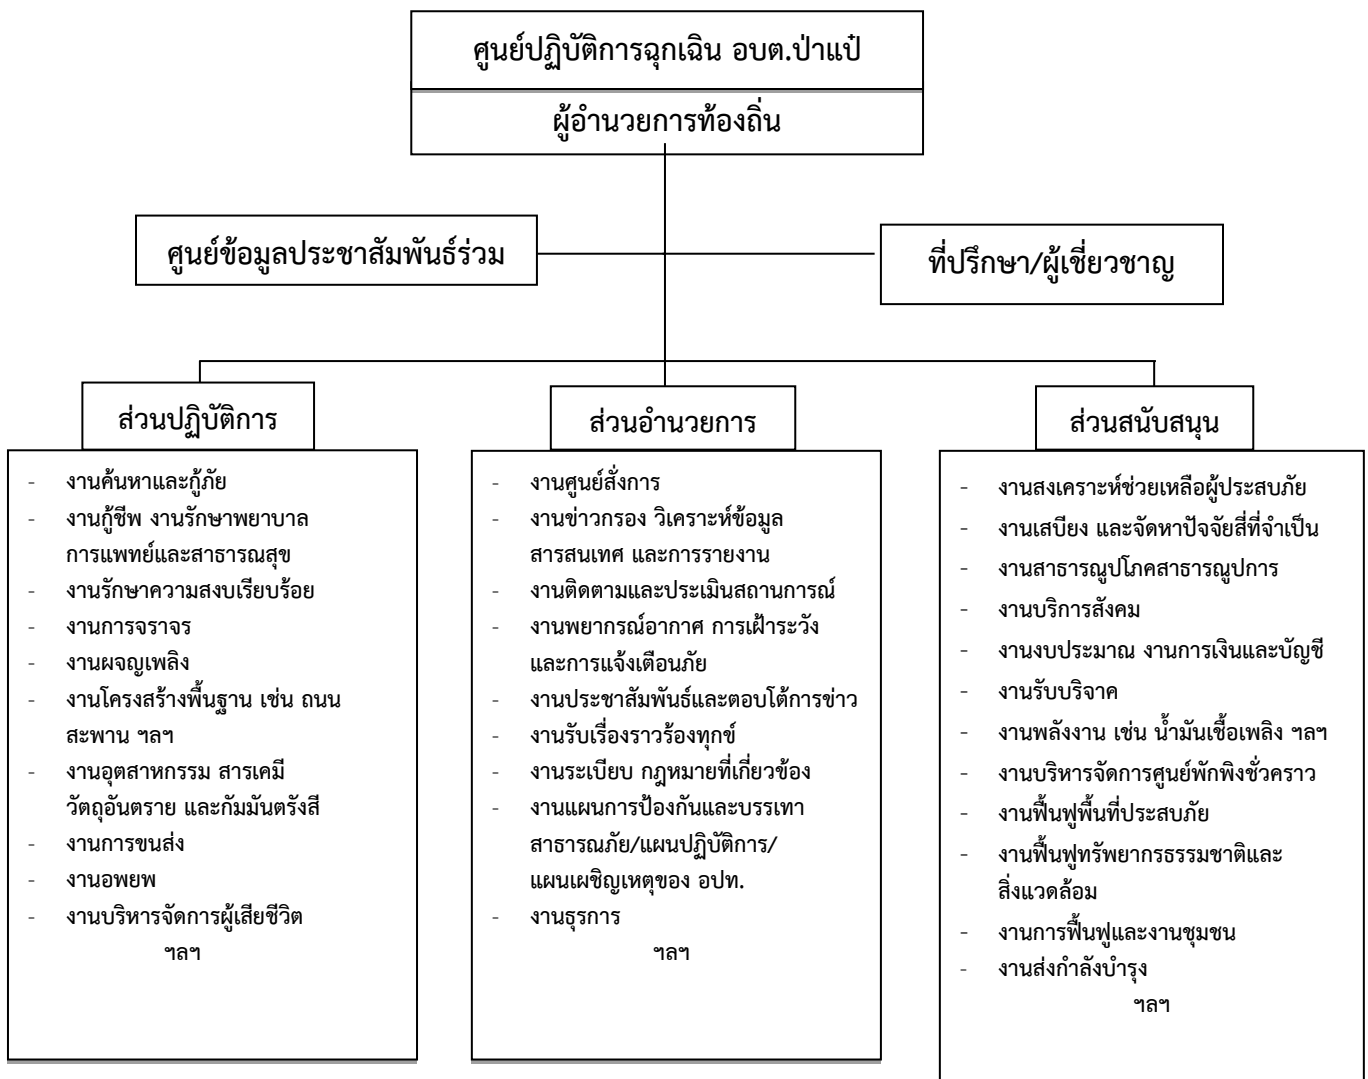 ศูนย์ปฏิบัติการฉุกเฉิน อบต.ป่าแป๋
ผู้อำนวยการท้องถิ่น
ศูนย์ข้อมูลประชาสัมพันธ์ร่วม
ที่ปรึกษา/ผู้เชี่ยวชาญ
ส่วนปฏิบัติการ
- งานค้นหาและกู้ภัย
- งานกู้ชีพ งานรักษาพยาบาล
การแพทย์และสาธารณสุข
- งานรักษาความสงบเรียบร้อย
- งานการจราจร
- งานผจญเพลิง
- งานโครงสร้างพื้นฐาน เช่น ถนน
สะพาน ฯลฯ
- งานอุตสาหกรรม สารเคมี
วัตถุอันตราย และกัมมันตรังสี
- งานการขนส่ง
- งานอพยพ
- งานบริหารจัดการผู้เสียชีวิต
ฯลฯ
ส่วนอำนวยการ
- งานศูนย์สั่งการ
- งานข่าวกรอง วิเคราะห์ข้อมูล
สารสนเทศ และการรายงาน
- งานติดตามและประเมินสถานการณ์
- งานพยากรณ์อากาศ การเฝ้าระวัง
และการแจ้งเตือนภัย
- งานประชาสัมพันธ์และตอบโต้การข่าว
- งานรับเรื่องราวร้องทุกข์
- งานระเบียบ กฎหมายที่เกี่ยวข้อง
- งานแผนการป้องกันและบรรเทา
สาธารณภัย/แผนปฏิบัติการ/
แผนเผชิญเหตุของ อปท.
- งานธุรการ
ฯลฯ
ส่วนสนับสนุน
- งานสงเคราะห์ช่วยเหลือผู้ประสบภัย
- งานเสบียง และจัดหาปัจจัยสี่ที่จำเป็น
- งานสาธารณูปโภคสาธารณูปการ
- งานบริการสังคม
- งานงบประมาณ งานการเงินและบัญชี
- งานรับบริจาค
- งานพลังงาน เช่น น้ำมันเชื้อเพลิง ฯลฯ
- งานบริหารจัดการศูนย์พักพิงชั่วคราว
- งานฟื้นฟูพื้นที่ประสบภัย
- งานฟื้นฟูทรัพยากรธรรมชาติและ
สิ่งแวดล้อม
- งานการฟื้นฟูและงานชุมชน
- งานส่งกำลังบำรุง
ฯลฯ